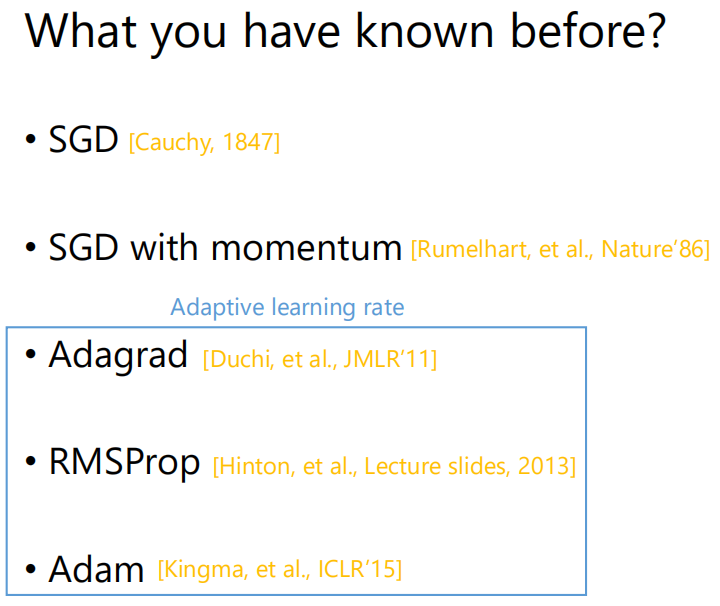 What you have known before?
• SGD [Cauchy, 1847]
• SGD with momentum [Rumelhart, et al., Nature’86]
Adaptive learning rate
• Adagrad [Duchi, et al., JMLR’11]
• RMSProp [Hinton, et al., Lecture slides, 2013]
• Adam [Kingma, et al., ICLR’15]